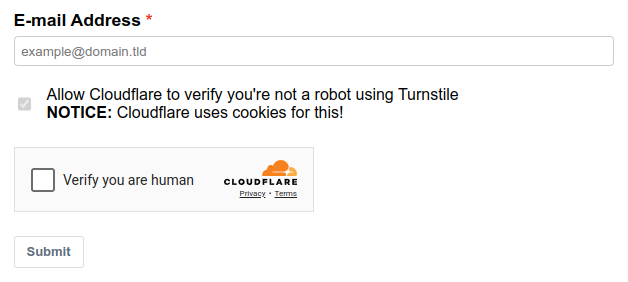 E-mail Address *
example@domain.tld
Allow Cloudflare to verify you're not a robot using Turnstile
NOTICE: Cloudflare uses cookies for this!
Verify you are human
CLOUDFLARE
Privacy • Terms
Submit